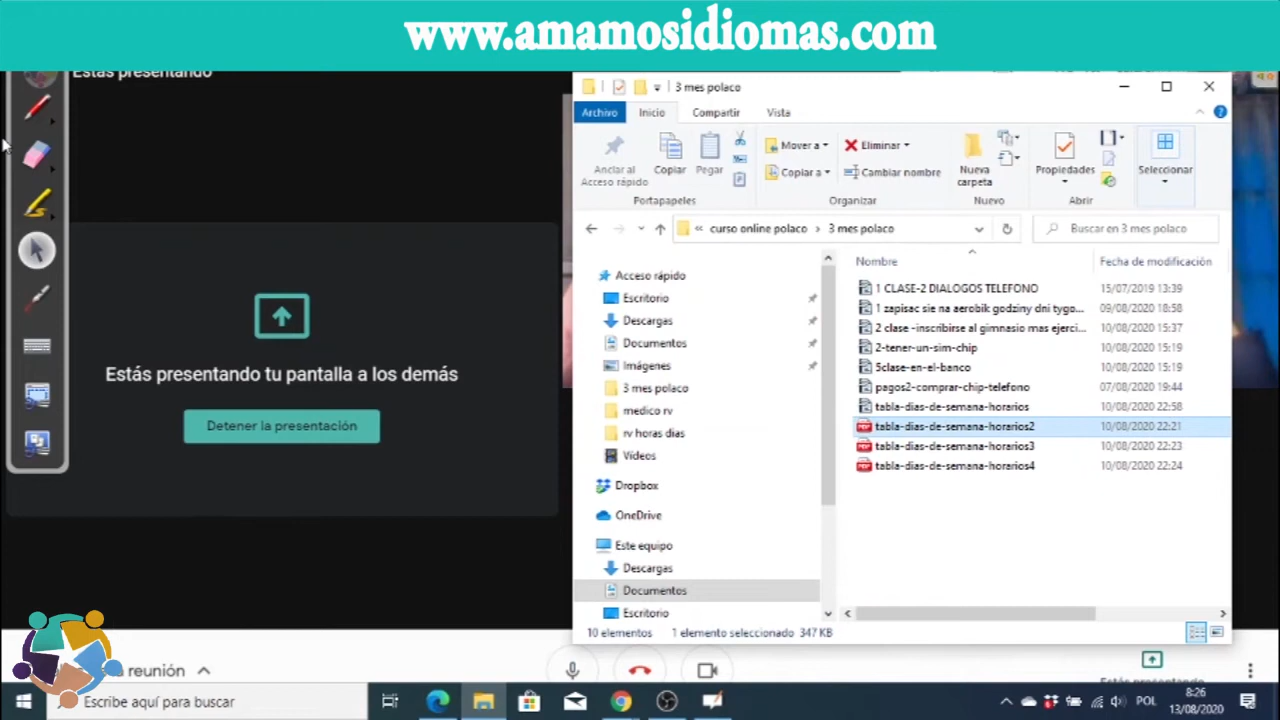 www.amamosidiomas.com
Estás presentando
3 mes polaco
Archivo Inicio Compartir Vista
Anclar al Acceso rápido
Copiar
Pegar
Mover a
Copiar a
Eliminar
Cambiar nombre
Nueva carpeta
Propiedades
Seleccionar
Portapapeles Organizar Nuevo Abrir
« curso online polaco › 3 mes polaco
Buscar en 3 mes polaco
Nombre Fecha de modificación
Acceso rápido
Escritorio
Descargas
Documentos
Imágenes
3 mes polaco
medico rv
rv horas dias
Vídeos
Dropbox
OneDrive
Este equipo
Descargas
Documentos
Escritorio
1 CLASE-2 DIALOGOS TELEFONO 15/07/2019 13:39
1 zapisac sie na aerobik godziny dni tygo... 09/08/2020 18:58
2 clase -inscribirse al gimnasio mas ejerci... 10/08/2020 15:37
2-tener-un-sim-chip 10/08/2020 15:19
5clase-en-el-banco 10/08/2020 15:19
pagos2-comprar-chip-telefono 07/08/2020 19:44
tabla-dias-de-semana-horarios 10/08/2020 22:58
tabla-dias-de-semana-horarios2 10/08/2020 22:21
tabla-dias-de-semana-horarios3 10/08/2020 22:23
tabla-dias-de-semana-horarios4 10/08/2020 22:24
10 elementos 1 elemento seleccionado 347 KB
Estás presentando tu pantalla a los demás
Detener la presentación
reunión
Escribe aquí para buscar
POL
8:26
13/08/2020